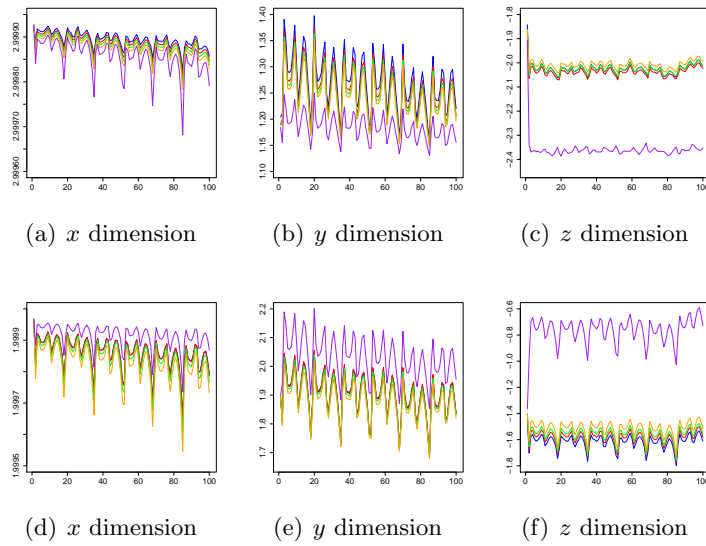 2.99990
2.99980
2.99970
2.99960
0 20 40 60 80 100
1.40
1.35
1.30
1.25
1.20
1.15
1.10
0 20 40 60 80 100
−1.8
−1.9
−2.0
−2.1
−2.2
−2.3
−2.4
0 20 40 60 80 100
(a) x dimension
(b) y dimension
(c) z dimension
1.9999
1.9997
1.9995
0 20 40 60 80 100
2.2
2.1
2.0
1.9
1.8
1.7
0 20 40 60 80 100
−0.6
−0.8
−1.0
−1.2
−1.4
−1.6
−1.8
0 20 40 60 80 100
(d) x dimension
(e) y dimension
(f) z dimension